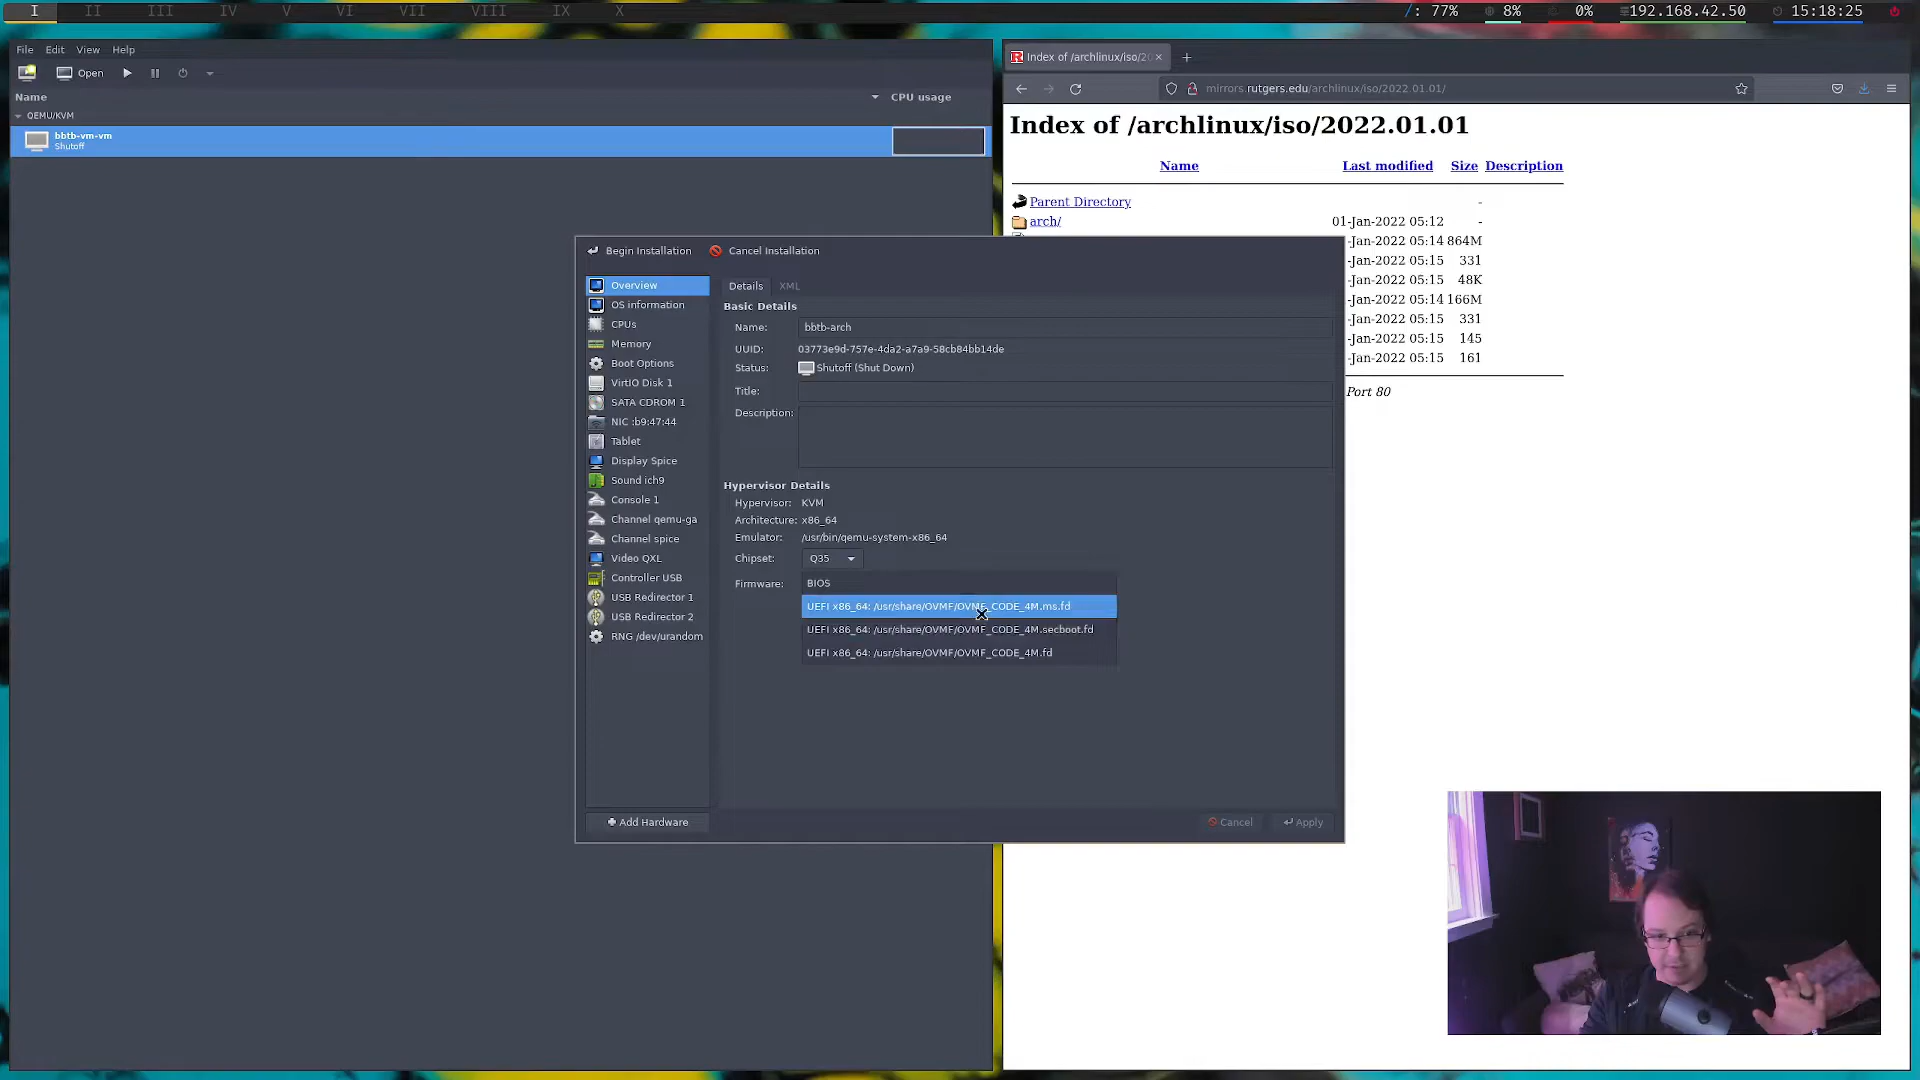 I II III IV V VI VII VIII IX X
/: 77% 8% 0% 192.168.42.50 15:18:25
File Edit View Help
Open
Name CPU usage
QEMU/KVM
bbtb-vm-vm
Shutoff
Index of /archlinux/iso/20
mirrors.rutgers.edu/archlinux/iso/2022.01.01/
Index of /archlinux/iso/2022.01.01
Name Last modified Size Description
Parent Directory -
arch/ 01-Jan-2022 05:12 -
-Jan-2022 05:14 864M
-Jan-2022 05:15 331
-Jan-2022 05:15 48K
-Jan-2022 05:14 166M
-Jan-2022 05:15 331
-Jan-2022 05:15 145
-Jan-2022 05:15 161
Port 80
Begin Installation Cancel Installation
Overview
OS information
CPUs
Memory
Boot Options
VirtIO Disk 1
SATA CDROM 1
NIC :b9:47:44
Tablet
Display Spice
Sound ich9
Console 1
Channel qemu-ga
Channel spice
Video QXL
Controller USB
USB Redirector 1
USB Redirector 2
RNG /dev/urandom
Add Hardware
Details XML
Basic Details
Name: bbtb-arch
UUID: 03773e9d-757e-4da2-a7a9-58cb84bb14de
Status: Shutoff (Shut Down)
Title:
Description:
Hypervisor Details
Hypervisor: KVM
Architecture: x86_64
Emulator: /usr/bin/qemu-system-x86_64
Chipset: Q35
Firmware: BIOS
UEFI x86_64: /usr/share/OVMF/OVMF_CODE_4M.ms.fd
UEFI x86_64: /usr/share/OVMF/OVMF_CODE_4M.secboot.fd
UEFI x86_64: /usr/share/OVMF/OVMF_CODE_4M.fd
Cancel Apply